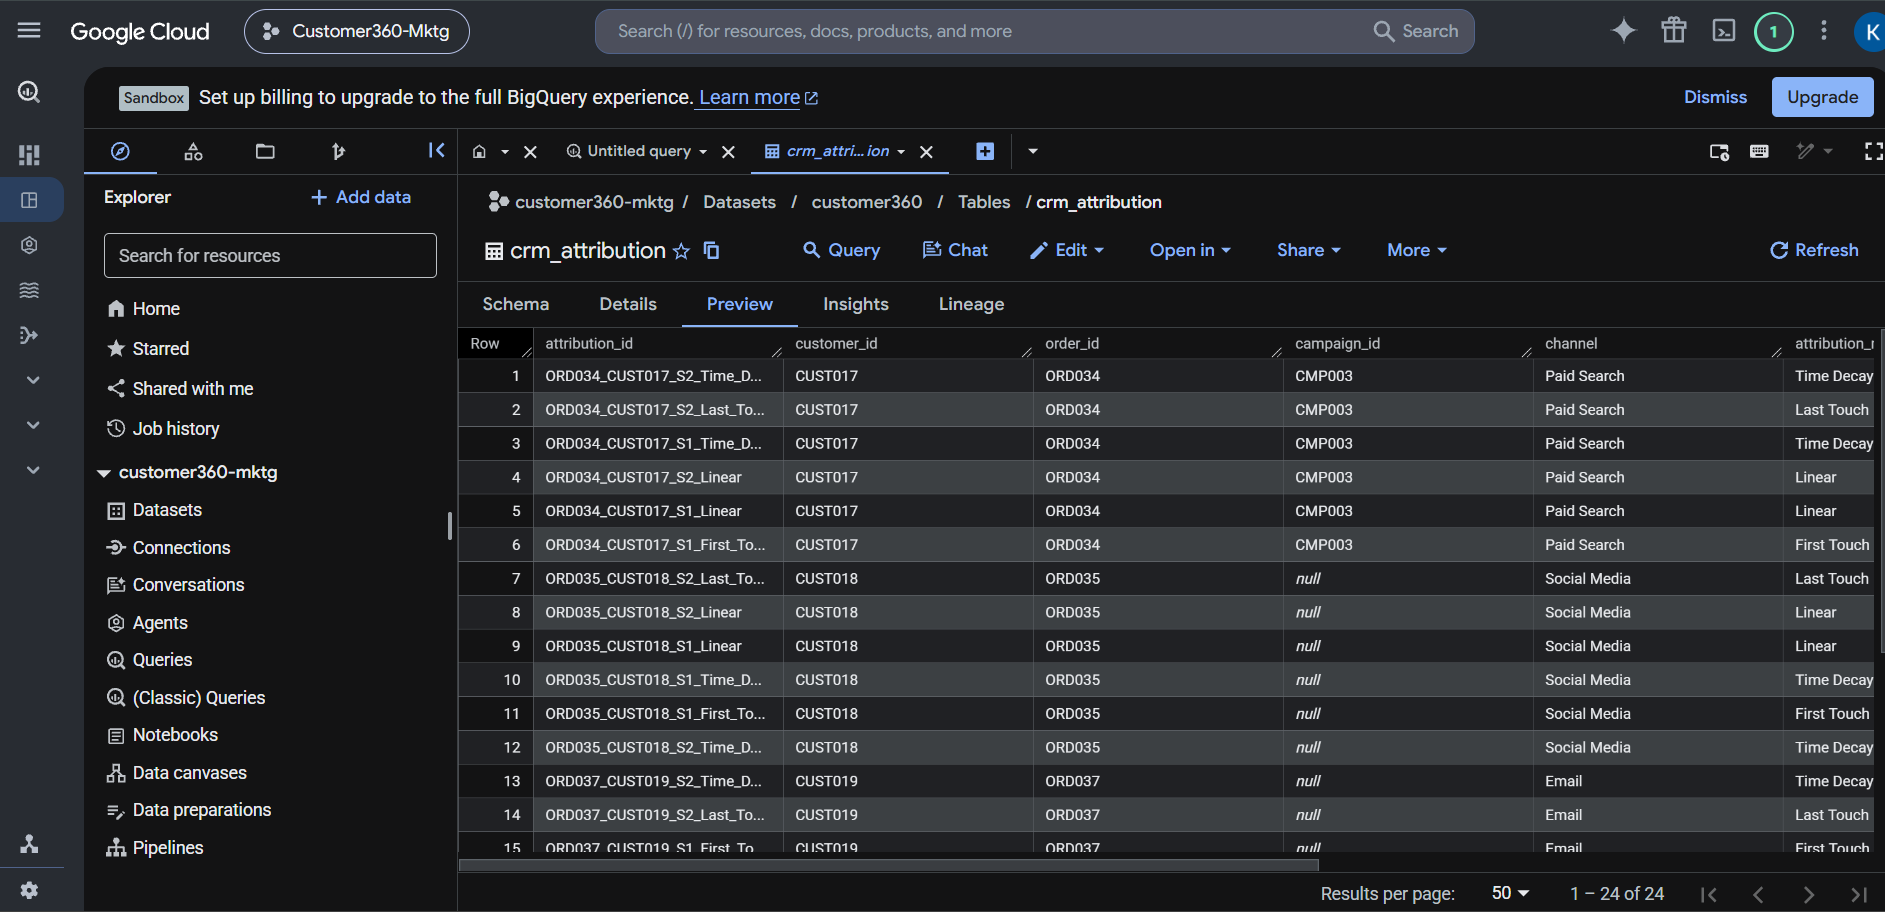 Google Cloud
Customer360-Mktg
Search (/) for resources, docs, products, and more
Search
1
K
Sandbox Set up billing to upgrade to the full BigQuery experience. Learn more
Dismiss
Upgrade
Untitled query
crm_attri...ion
Explorer
+ Add data
Search for resources
Home
Starred
Shared with me
Job history
customer360-mktg
Datasets
Connections
Conversations
Agents
Queries
(Classic) Queries
Notebooks
Data canvases
Data preparations
Pipelines
customer360-mktg / Datasets / customer360 / Tables / crm_attribution
crm_attribution
Query
Chat
Edit
Open in
Share
More
Refresh
Schema Details Preview Insights Lineage
Row attribution_id customer_id order_id campaign_id channel attribution_
1 ORD034_CUST017_S2_Time_D... CUST017 ORD034 CMP003 Paid Search Time Decay
2 ORD034_CUST017_S2_Last_To... CUST017 ORD034 CMP003 Paid Search Last Touch
3 ORD034_CUST017_S1_Time_D... CUST017 ORD034 CMP003 Paid Search Time Decay
4 ORD034_CUST017_S2_Linear CUST017 ORD034 CMP003 Paid Search Linear
5 ORD034_CUST017_S1_Linear CUST017 ORD034 CMP003 Paid Search Linear
6 ORD034_CUST017_S1_First_To... CUST017 ORD034 CMP003 Paid Search First Touch
7 ORD035_CUST018_S2_Last_To... CUST018 ORD035 null Social Media Last Touch
8 ORD035_CUST018_S2_Linear CUST018 ORD035 null Social Media Linear
9 ORD035_CUST018_S1_Linear CUST018 ORD035 null Social Media Linear
10 ORD035_CUST018_S1_Time_D... CUST018 ORD035 null Social Media Time Decay
11 ORD035_CUST018_S1_First_To... CUST018 ORD035 null Social Media First Touch
12 ORD035_CUST018_S2_Time_D... CUST018 ORD035 null Social Media Time Decay
13 ORD037_CUST019_S2_Time_D... CUST019 ORD037 null Email Time Decay
14 ORD037_CUST019_S2_Last_To... CUST019 ORD037 null Email Last Touch
15 ORD037_CUST019_S1_First_To CUST019 ORD037 null Email First Touch
Results per page: 50 1 – 24 of 24